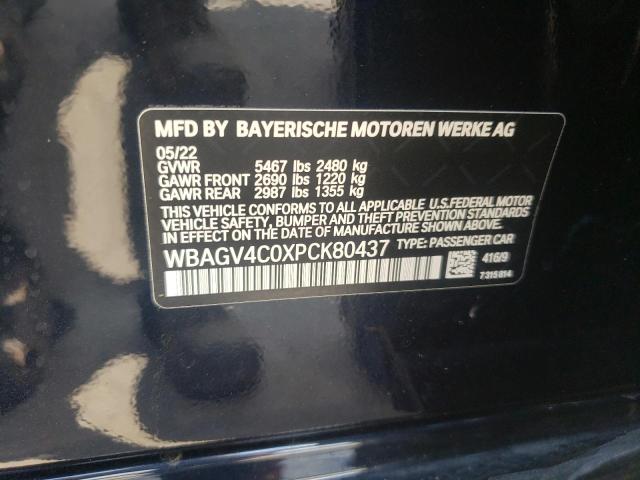 MFD BY BAYERISCHE MOTOREN WERKE AG
05/22
GVWR 5467 lbs 2480 kg
GAWR FRONT 2690 lbs 1220 kg
GAWR REAR 2987 lbs 1355 kg
THIS VEHICLE CONFORMS TO ALL APPLICABLE U.S. FEDERAL MOTOR
VEHICLE SAFETY, BUMPER AND THEFT PREVENTION STANDARDS
IN EFFECT ON THE DATE OF MANUFACTURE SHOWN ABOVE.
WBAGV4C0XPCK80437 TYPE: PASSENGER CAR
416/9
7315814